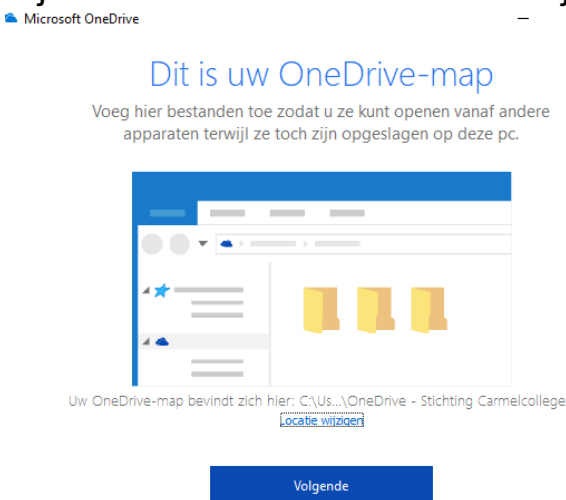 Microsoft OneDrive
Dit is uw OneDrive-map
Voeg hier bestanden toe zodat u ze kunt openen vanaf andere
apparaten terwijl ze toch zijn opgeslagen op deze pc.
Uw OneDrive-map bevindt zich hier: C:\Us...\OneDrive - Stichting Carmelcollege
Locatie wijzigen
Volgende